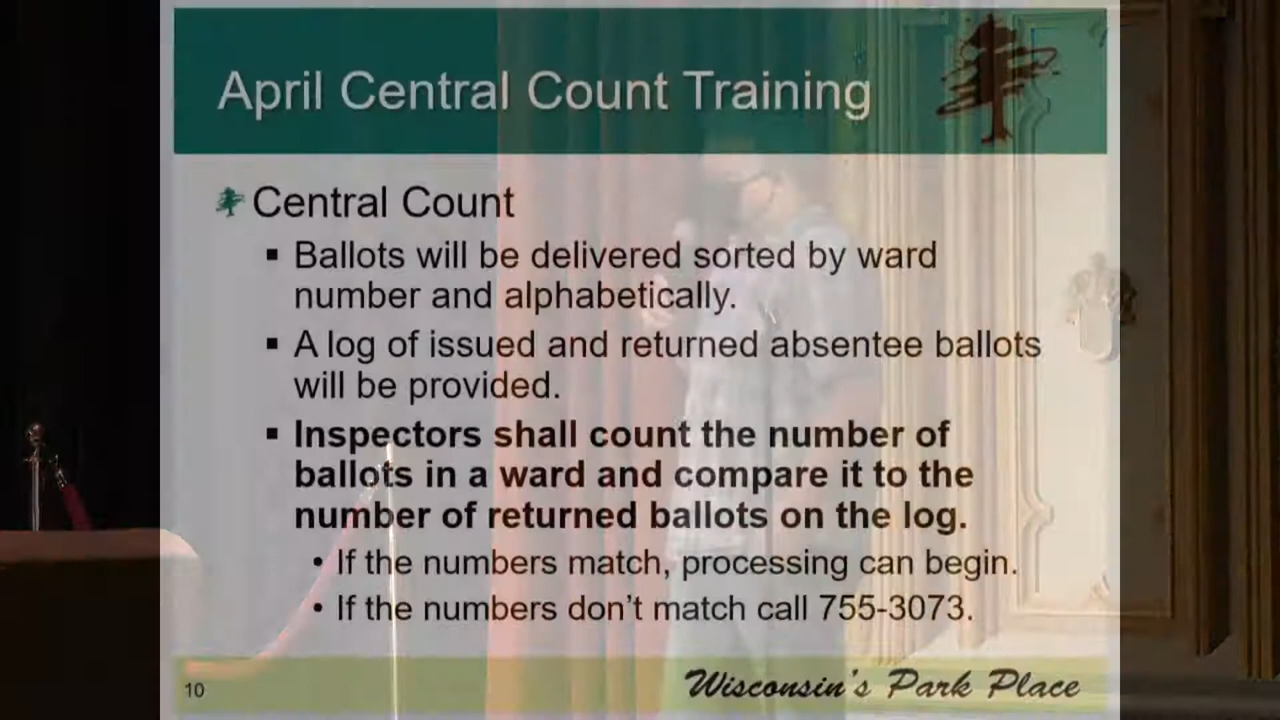 April Central Count Training
Central Count
▪ Ballots will be delivered sorted by ward
number and alphabetically.
▪ A log of issued and returned absentee ballots
will be provided.
▪ Inspectors shall count the number of
ballots in a ward and compare it to the
number of returned ballots on the log.
• If the numbers match, processing can begin.
• If the numbers don’t match call 755-3073.
10
Wisconsin’s Park Place